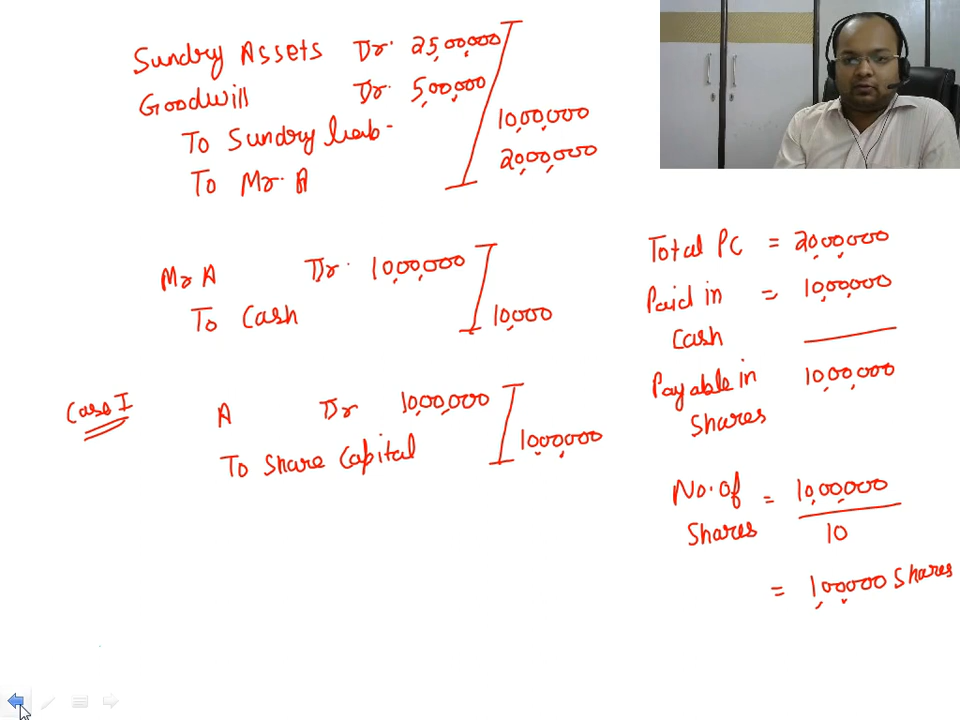 Sundry Assets Dr. 25,00,000
Goodwill Dr. 5,00,000
To Sundry liab- 10,00,000
To Mr. A 20,00,000
Mr A Dr. 10,00,000
To Cash 10,000
Case I
A Dr 10,00,000
To Share Capital 10,00,000
Total PC = 20,00,000
Paid in = 10,00,000
Cash
Payable in 10,00,000
Shares
No. of = 10,00,000
Shares 10
= 1,00,000 Shares